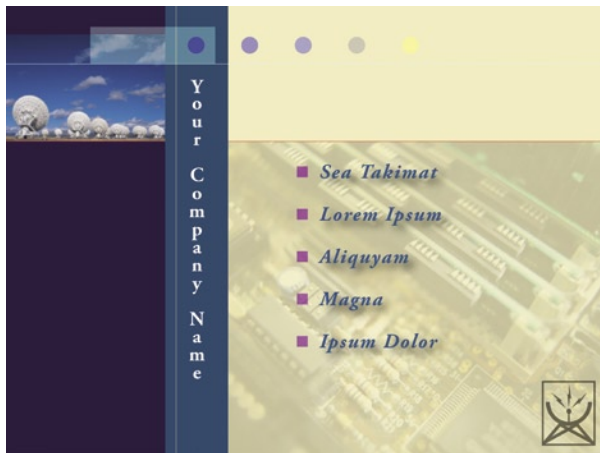 Your Company Name
Sea Takimat
Lorem Ipsum
Aliquyam
Magna
Ipsum Dolor